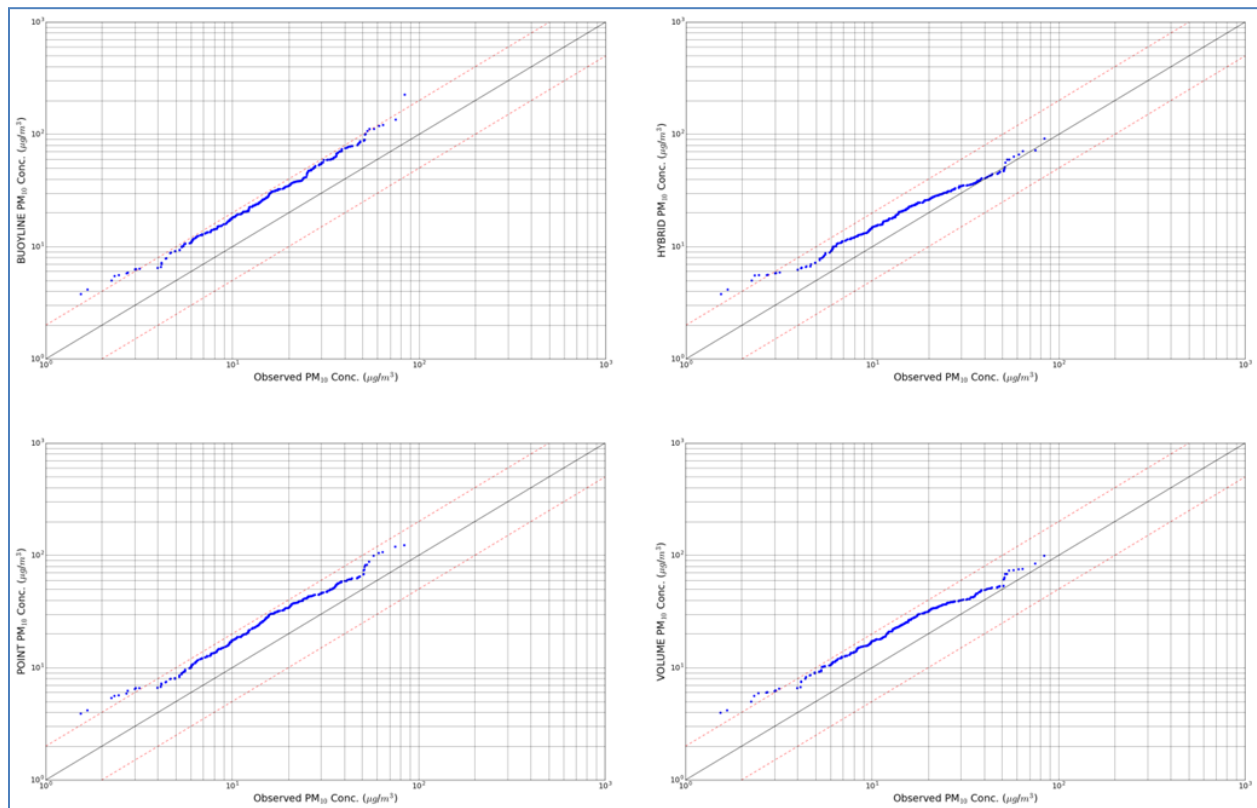 10³
10²
10¹
10⁰
BUOYLINE PM₁₀ Conc. (μg/m³)
10⁰ 10¹ 10² 10³
Observed PM₁₀ Conc. (μg/m³)
10³
10²
10¹
10⁰
HYBRID PM₁₀ Conc. (μg/m³)
10⁰ 10¹ 10² 10³
Observed PM₁₀ Conc. (μg/m³)
10³
10²
10¹
10⁰
POINT PM₁₀ Conc. (μg/m³)
10⁰ 10¹ 10² 10³
Observed PM₁₀ Conc. (μg/m³)
10³
10²
10¹
10⁰
VOLUME PM₁₀ Conc. (μg/m³)
10⁰ 10¹ 10² 10³
Observed PM₁₀ Conc. (μg/m³)